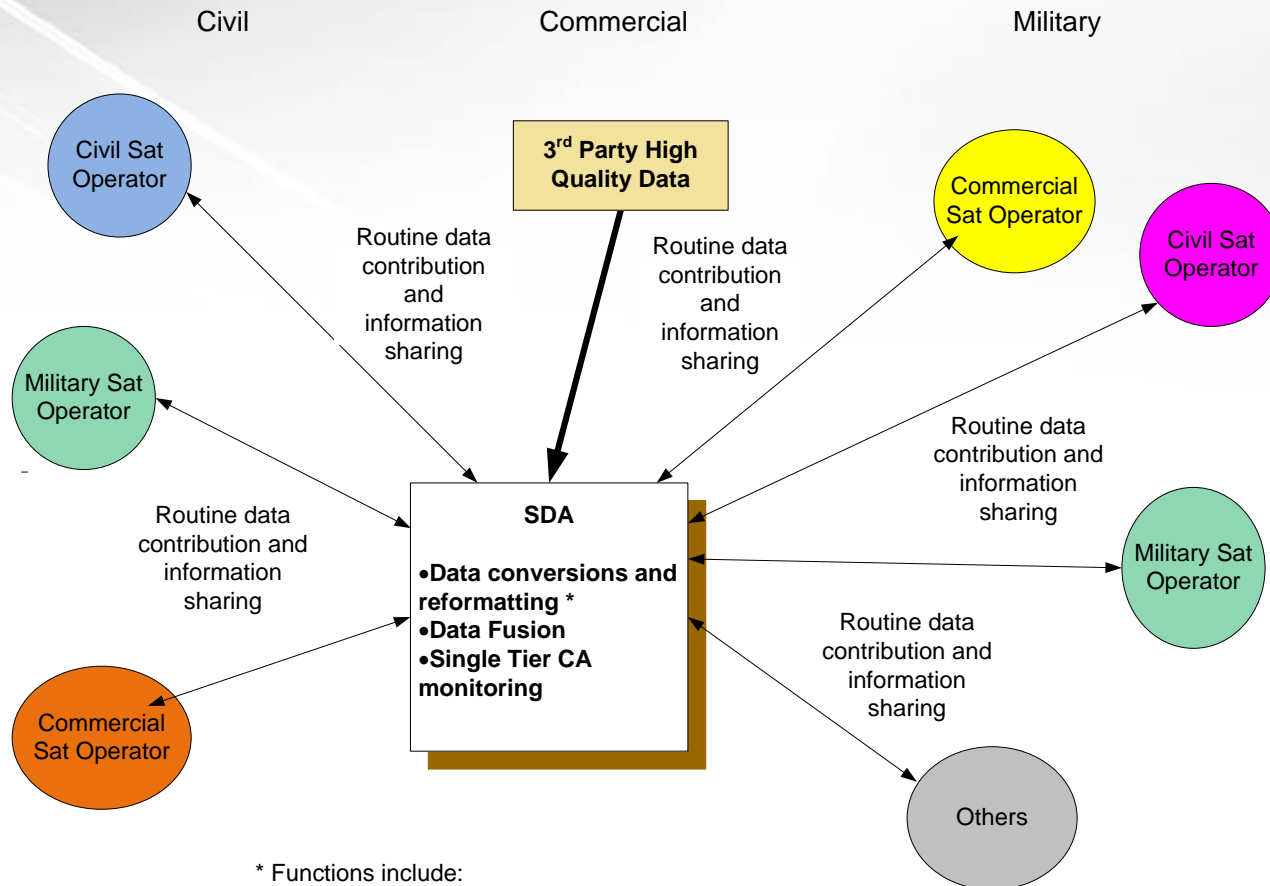 Civil
Commercial
Military
Civil Sat
Operator
3rd Party High
Quality Data
Commercial
Sat Operator
Civil Sat
Operator
Routine data
contribution
and
information
sharing
Routine data
contribution
and
information
sharing
Military Sat
Operator
Routine data
contribution and
information
sharing
SDA
•Data conversions and
reformatting *
•Data Fusion
•Single Tier CA
monitoring
Routine data
contribution and
information
sharing
Military Sat
Operator
Routine data
contribution and
information
sharing
Commercial
Sat Operator
Others
* Functions include: